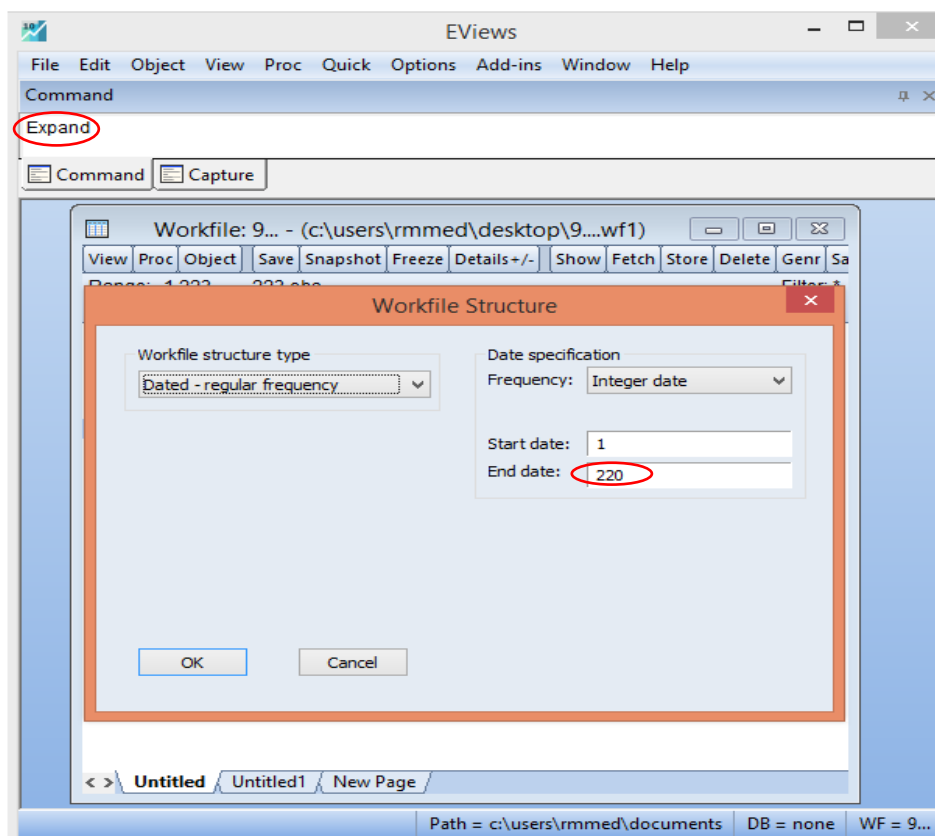 EViews
File Edit Object View Proc Quick Options Add-ins Window Help
Command
Expand
Command Capture
Workfile: 9... - (c:\users\rmmed\desktop\9....wf1)
View Proc Object Save Snapshot Freeze Details+/- Show Fetch Store Delete Genr Sa
Workfile Structure
Workfile structure type
Dated - regular frequency
Date specification
Frequency: Integer date
Start date: 1
End date: 220
OK Cancel
< > Untitled Untitled1 New Page
Path = c:\users\rmmed\documents DB = none WF = 9...